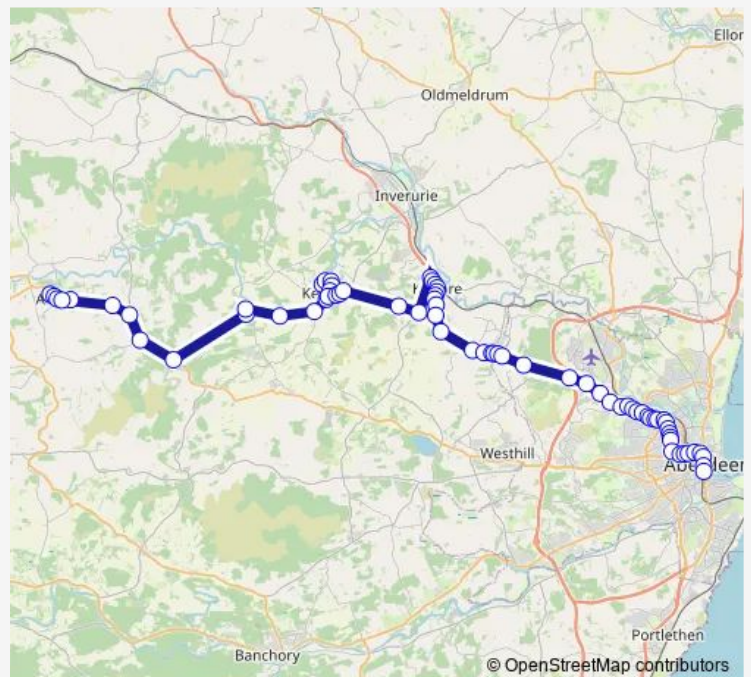 Ellon
Oldmeldrum
Inverurie
Westhill
Portlethen
Banchory
© OpenStreetMap contributors